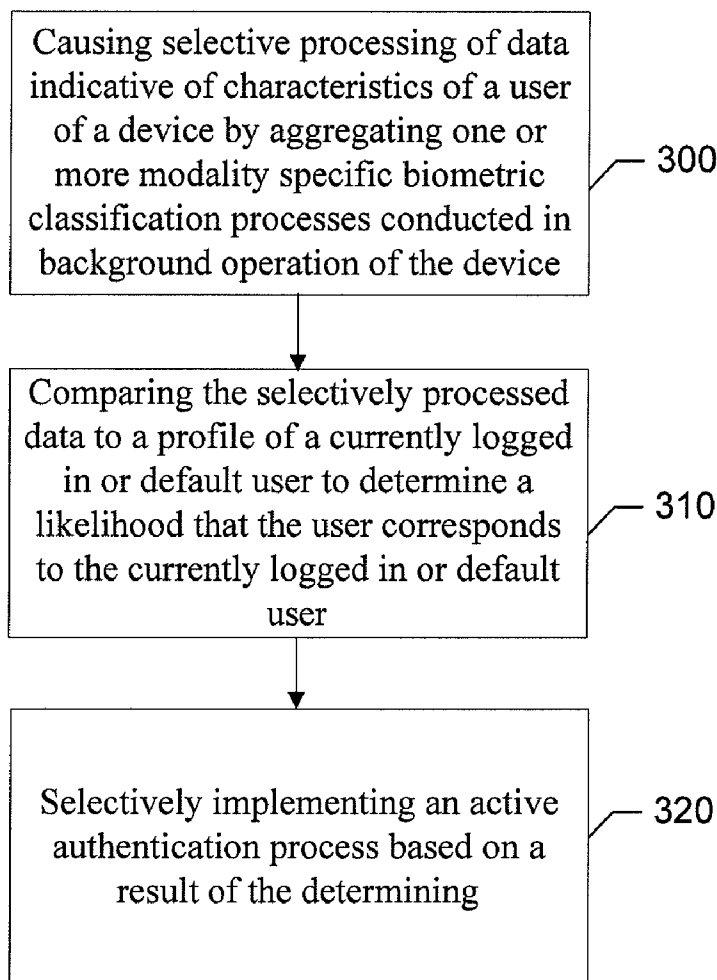 Causing selective processing of data
indicative of characteristics of a user
of a device by aggregating one or
more modality specific biometric
classification processes conducted in
background operation of the device
300
Comparing the selectively processed
data to a profile of a currently logged
in or default user to determine a
likelihood that the user corresponds
to the currently logged in or default
user
310
Selectively implementing an active
authentication process based on a
result of the determining
320